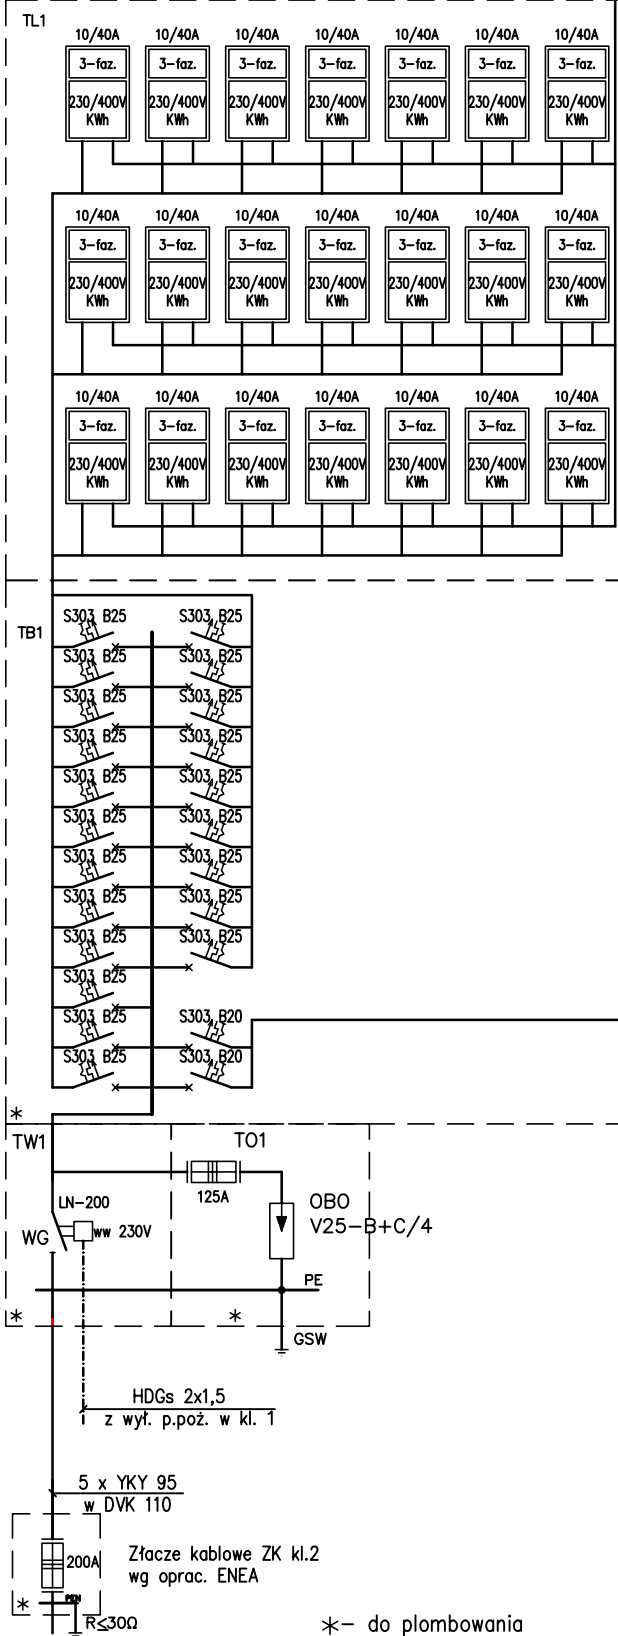 TL1
10/40A 10/40A 10/40A 10/40A 10/40A 10/40A 10/40A
3-faz. 3-faz. 3-faz. 3-faz. 3-faz. 3-faz. 3-faz.
230/400V 230/400V 230/400V 230/400V 230/400V 230/400V 230/400V
KWh KWh KWh KWh KWh KWh KWh
10/40A 10/40A 10/40A 10/40A 10/40A 10/40A 10/40A
3-faz. 3-faz. 3-faz. 3-faz. 3-faz. 3-faz. 3-faz.
230/400V 230/400V 230/400V 230/400V 230/400V 230/400V 230/400V
KWh KWh KWh KWh KWh KWh KWh
10/40A 10/40A 10/40A 10/40A 10/40A 10/40A 10/40A
3-faz. 3-faz. 3-faz. 3-faz. 3-faz. 3-faz. 3-faz.
230/400V 230/400V 230/400V 230/400V 230/400V 230/400V 230/400V
KWh KWh KWh KWh KWh KWh KWh
TB1
S303 B25 S303 B25
S303 B25 S303 B25
S303 B25 S303 B25
S303 B25 S303 B25
S303 B25 S303 B25
S303 B25 S303 B25
S303 B25 S303 B25
S303 B25 S303 B25
S303 B25 S303 B25
S303 B25
S303 B25 S303 B20
S303 B25 S303 B20
*
TW1 TO1
125A
LN-200
WG ww 230V
OBO
V25-B+C/4
PE
* *
GSW
HDGs 2x1,5
z wył. p.poż. w kl. 1
5 x YKY 95
w DVK 110
200A
Złacze kablowe ZK kl.2
wg oprac. ENEA
PEN
*
R≤30Ω
*- do plombowania